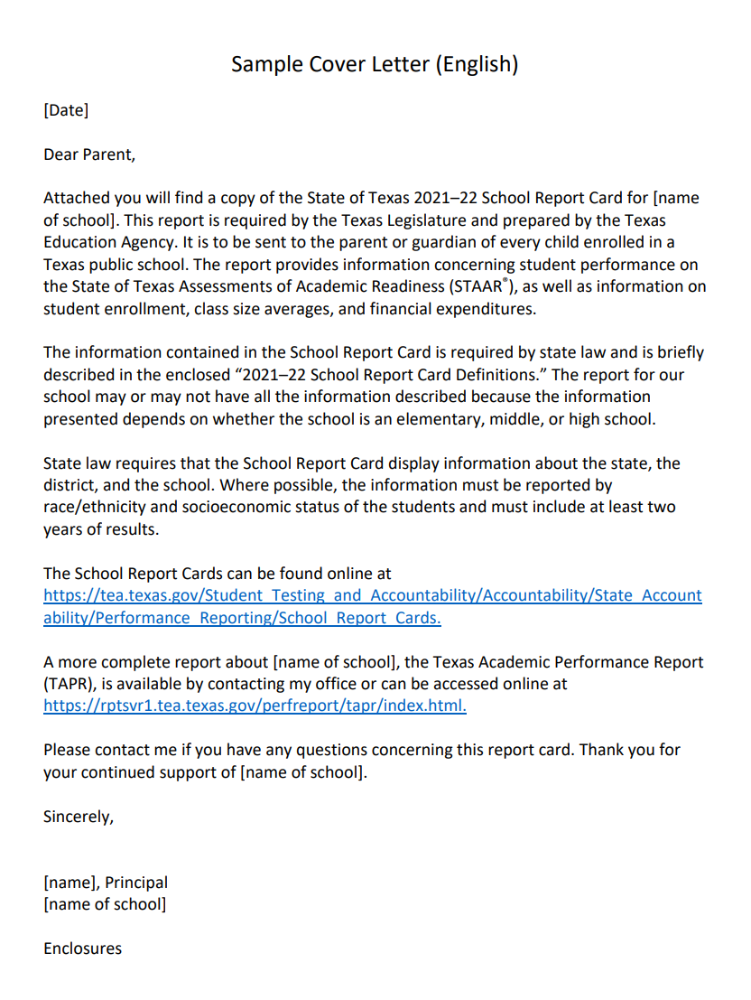 Sample Cover Letter (English)
[Date]
Dear Parent,
Attached you will find a copy of the State of Texas 2021–22 School Report Card for [name
of school]. This report is required by the Texas Legislature and prepared by the Texas
Education Agency. It is to be sent to the parent or guardian of every child enrolled in a
Texas public school. The report provides information concerning student performance on
the State of Texas Assessments of Academic Readiness (STAAR®), as well as information on
student enrollment, class size averages, and financial expenditures.
The information contained in the School Report Card is required by state law and is briefly
described in the enclosed “2021–22 School Report Card Definitions.” The report for our
school may or may not have all the information described because the information
presented depends on whether the school is an elementary, middle, or high school.
State law requires that the School Report Card display information about the state, the
district, and the school. Where possible, the information must be reported by
race/ethnicity and socioeconomic status of the students and must include at least two
years of results.
The School Report Cards can be found online at
https://tea.texas.gov/Student_Testing_and_Accountability/Accountability/State_Account
ability/Performance_Reporting/School_Report_Cards.
A more complete report about [name of school], the Texas Academic Performance Report
(TAPR), is available by contacting my office or can be accessed online at
https://rptsvr1.tea.texas.gov/perfreport/tapr/index.html.
Please contact me if you have any questions concerning this report card. Thank you for
your continued support of [name of school].
Sincerely,
[name], Principal
[name of school]
Enclosures